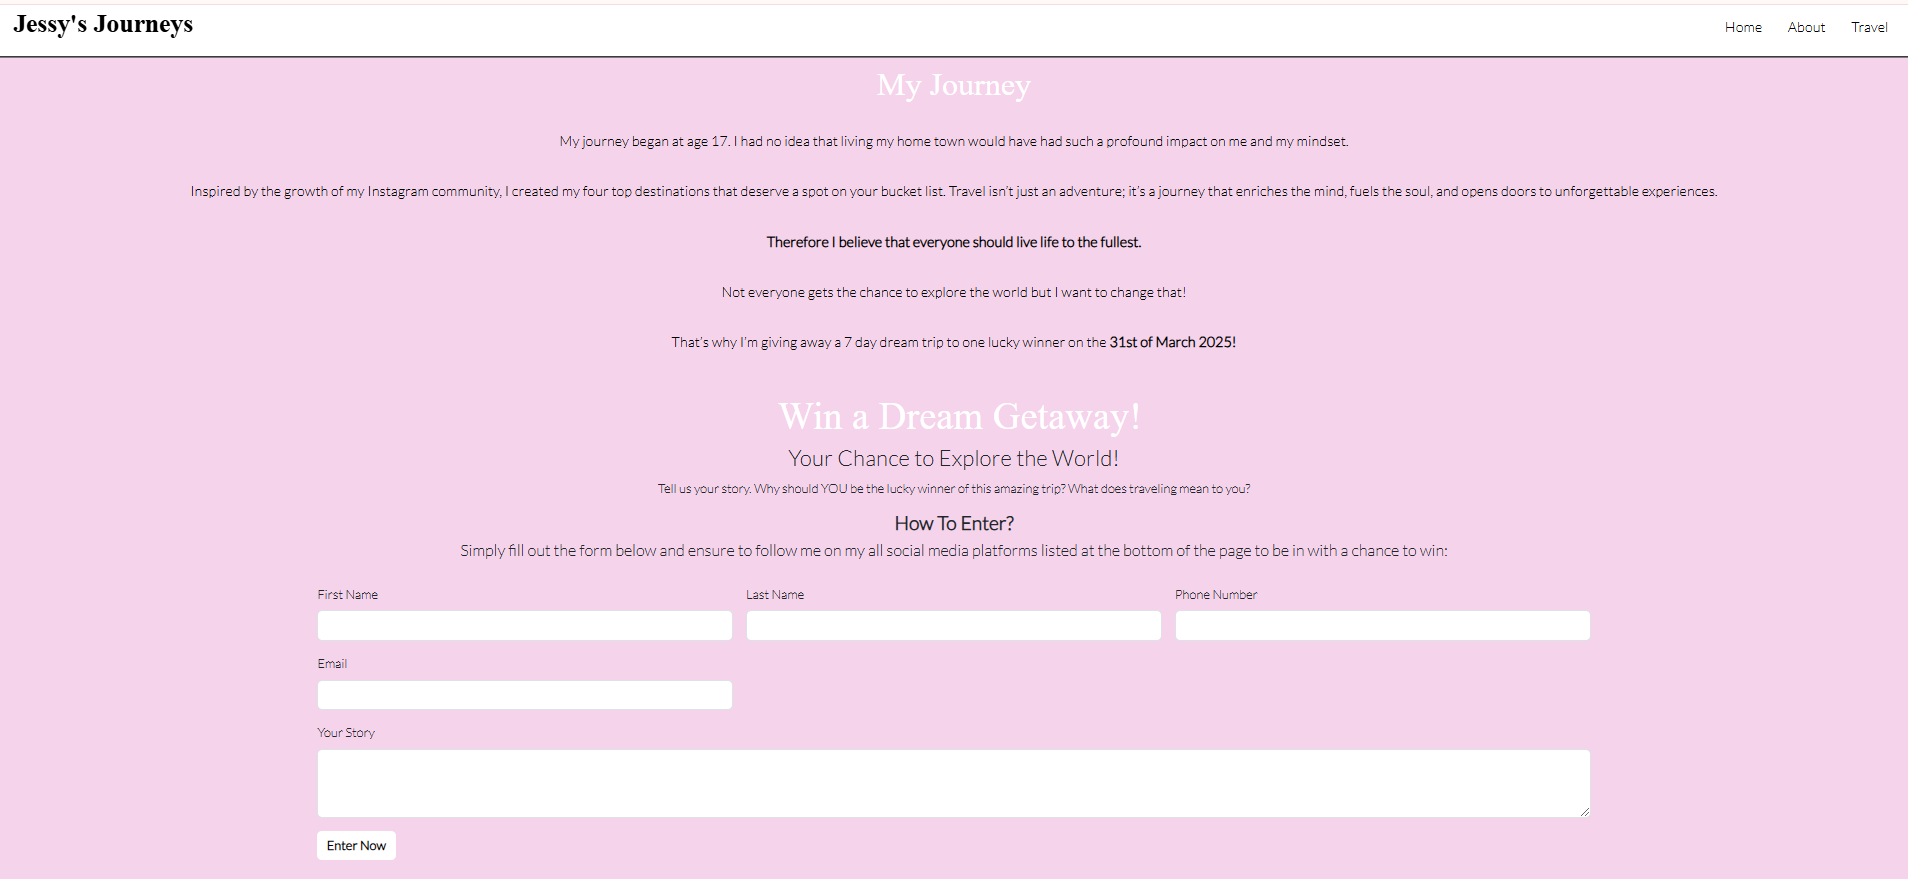 Jessy's Journeys
Home About Travel
My Journey
My journey began at age 17. I had no idea that living my home town would have had such a profound impact on me and my mindset.
Inspired by the growth of my Instagram community, I created my four top destinations that deserve a spot on your bucket list. Travel isn’t just an adventure; it’s a journey that enriches the mind, fuels the soul, and opens doors to unforgettable experiences.
Therefore I believe that everyone should live life to the fullest.
Not everyone gets the chance to explore the world but I want to change that!
That’s why I’m giving away a 7 day dream trip to one lucky winner on the 31st of March 2025!
Win a Dream Getaway!
Your Chance to Explore the World!
Tell us your story. Why should YOU be the lucky winner of this amazing trip? What does traveling mean to you?
How To Enter?
Simply fill out the form below and ensure to follow me on my all social media platforms listed at the bottom of the page to be in with a chance to win:
First Name Last Name Phone Number
Email
Your Story
Enter Now